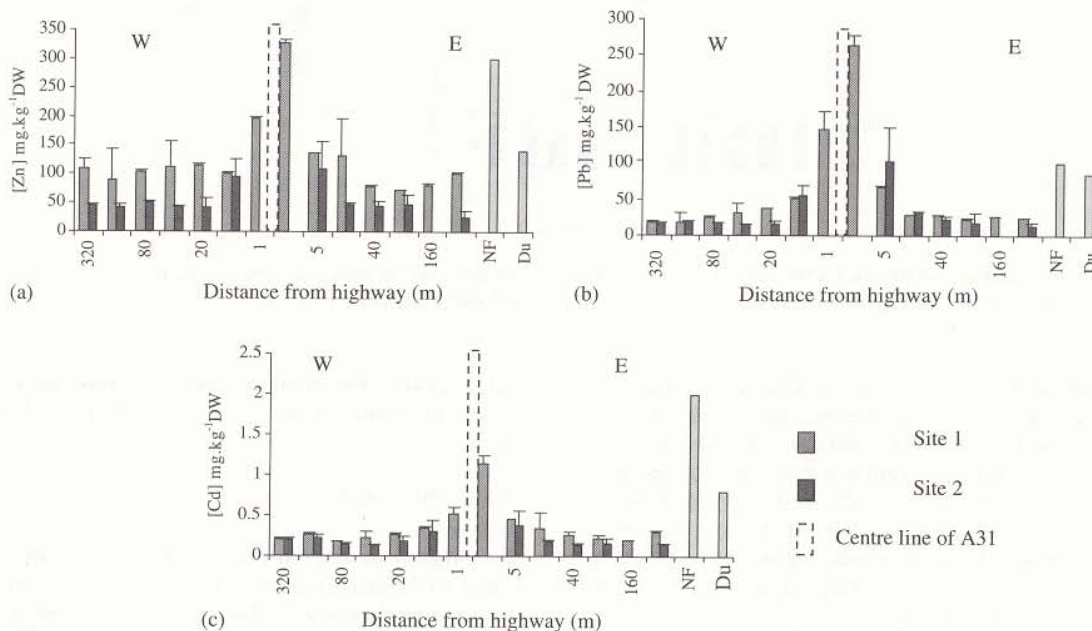 350
300
250
200
150
100
50
0
[Zn] mg.kg-1DW
W
E
320
80
20
1
5
40
160
NF
Du
(a)
Distance from highway (m)
300
250
200
150
100
50
0
[Pb] mg.kg-1DW
W
E
320
80
20
1
5
40
160
NF
Du
(b)
Distance from highway (m)
2.5
2
1.5
1
0.5
0
[Cd] mg.kg-1DW
W
E
320
80
20
1
5
40
160
NF
Du
(c)
Distance from highway (m)
Site 1
Site 2
Centre line of A31